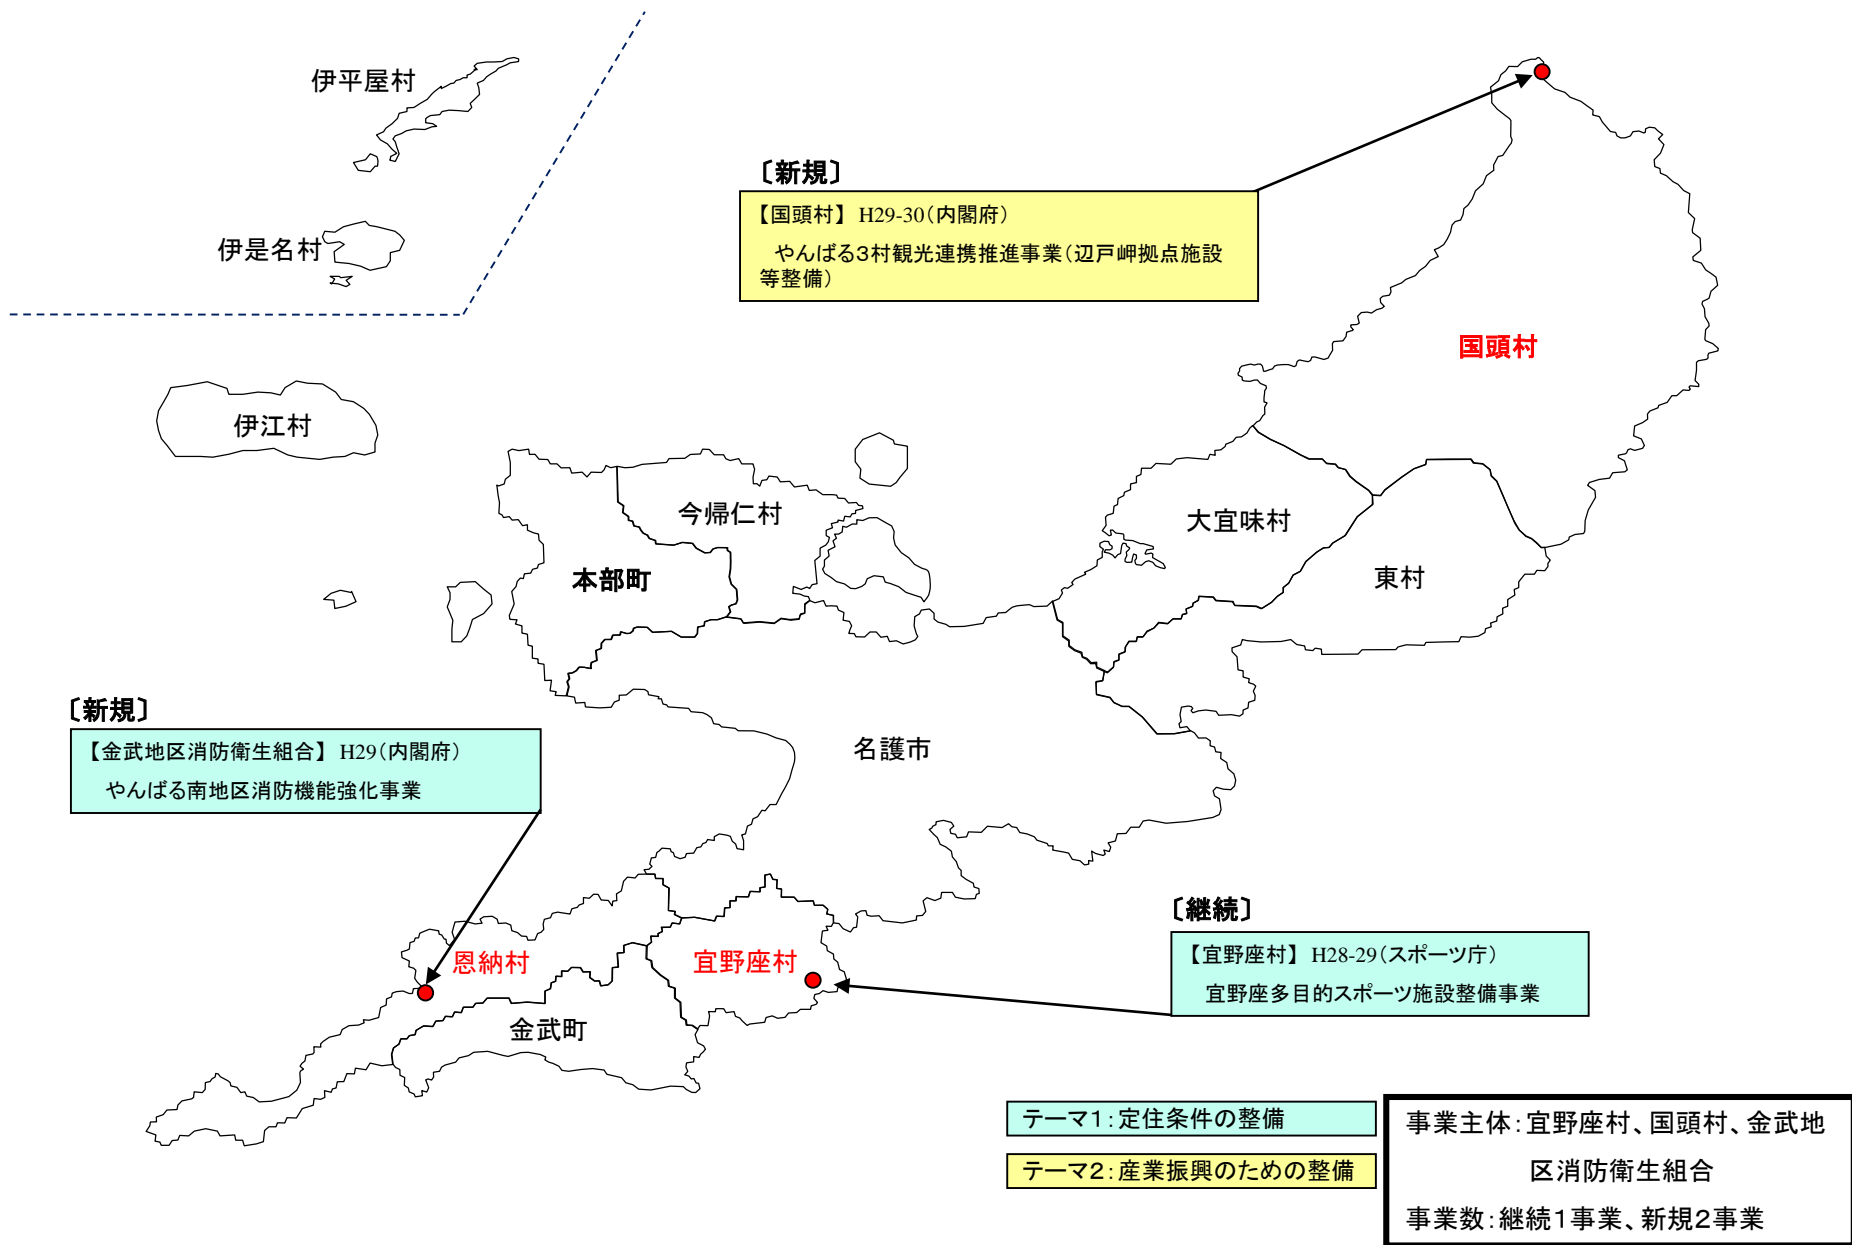 伊平屋村
伊是名村
〔新規〕
【国頭村】 H29-30(内閣府)
やんばる3村観光連携推進事業(辺戸岬拠点施設
等整備)
国頭村
伊江村
今帰仁村
大宜味村
本部町
東村
〔新規〕
【金武地区消防衛生組合】 H29(内閣府)
やんばる南地区消防機能強化事業
名護市
〔継続〕
【宜野座村】 H28-29(スポーツ庁)
宜野座多目的スポーツ施設整備事業
恩納村
宜野座村
金武町
テーマ1:定住条件の整備
テーマ2:産業振興のための整備
事業主体:宜野座村、国頭村、金武地
区消防衛生組合
事業数:継続1事業、新規2事業